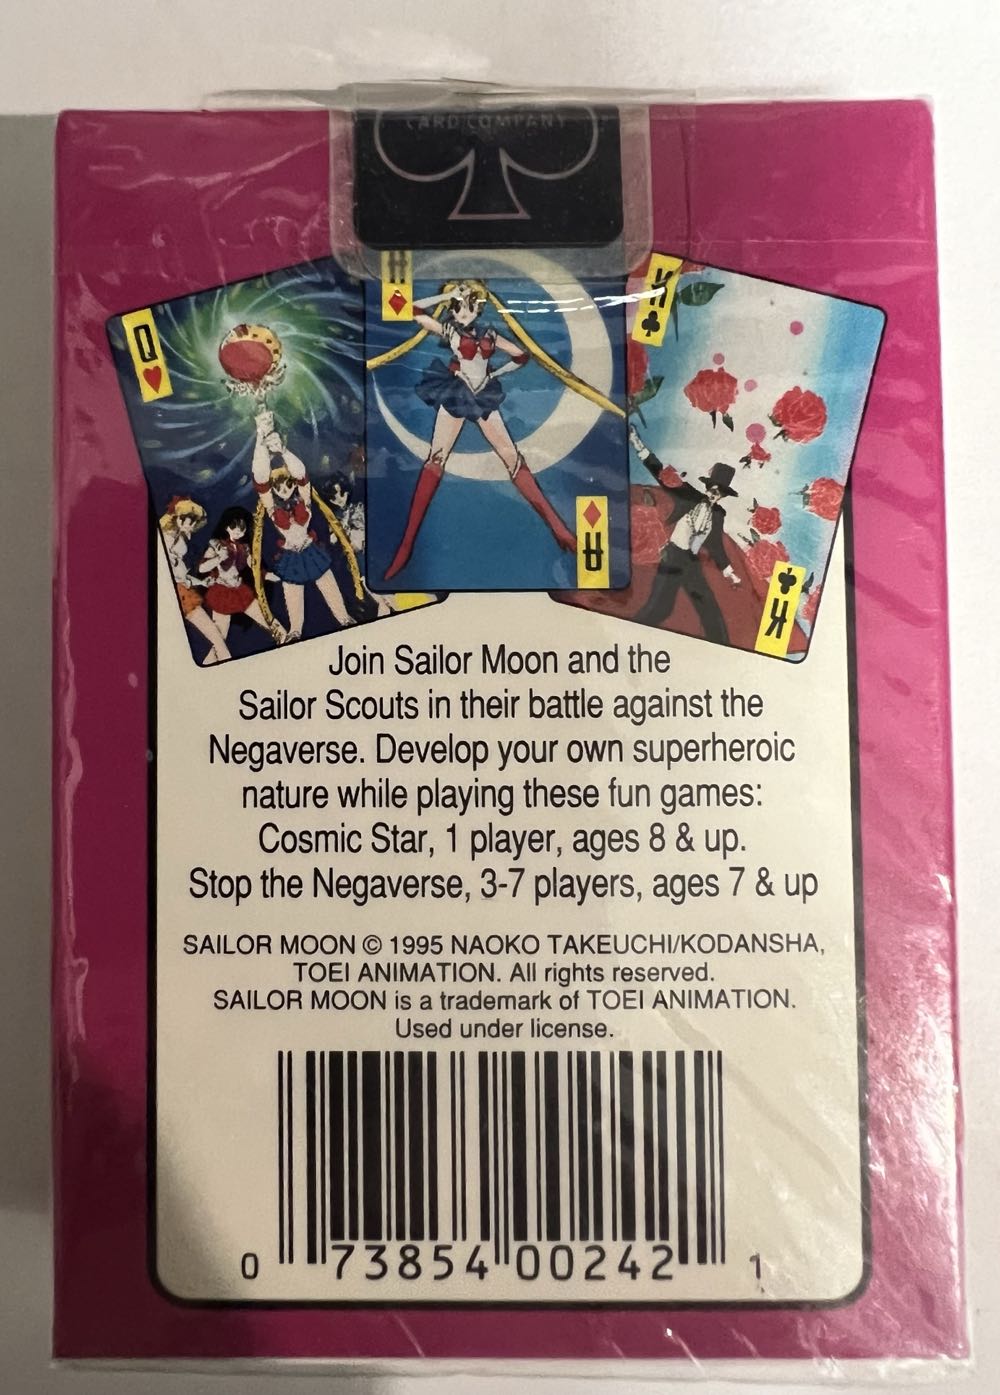 CARD COMPANY
Q
A
K
A
K
Join Sailor Moon and the
Sailor Scouts in their battle against the
Negaverse. Develop your own superheroic
nature while playing these fun games:
Cosmic Star, 1 player, ages 8 & up.
Stop the Negaverse, 3-7 players, ages 7 & up
SAILOR MOON © 1995 NAOKO TAKEUCHI/KODANSHA,
TOEI ANIMATION. All rights reserved.
SAILOR MOON is a trademark of TOEI ANIMATION.
Used under license.
0 73854 00242 1